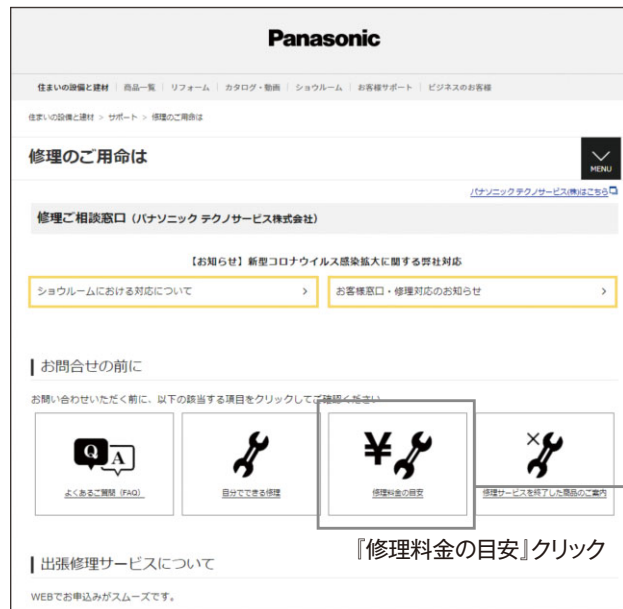 Panasonic
住まいの設備と建材 商品一覧 リフォーム カタログ・動画 ショウルーム お客様サポート ビジネスのお客様
住まいの設備と建材 > サポート > 修理のご用命は
修理のご用命は
MENU
パナソニック テクノサービス(株)はこちら
修理ご相談窓口（パナソニック テクノサービス株式会社）
【お知らせ】新型コロナウイルス感染拡大に関する弊社対応
ショウルームにおける対応について >
お客様窓口・修理対応のお知らせ >
お問合せの前に
お問い合わせいただく前に、以下の該当する項目をクリックしてご確認ください
Q A
よくあるご質問（FAQ）
自分でできる修理
¥
修理料金の目安
×
修理サービスを終了した商品のご案内
『修理料金の目安』クリック
出張修理サービスについて
WEBでお申込みがスムーズです。